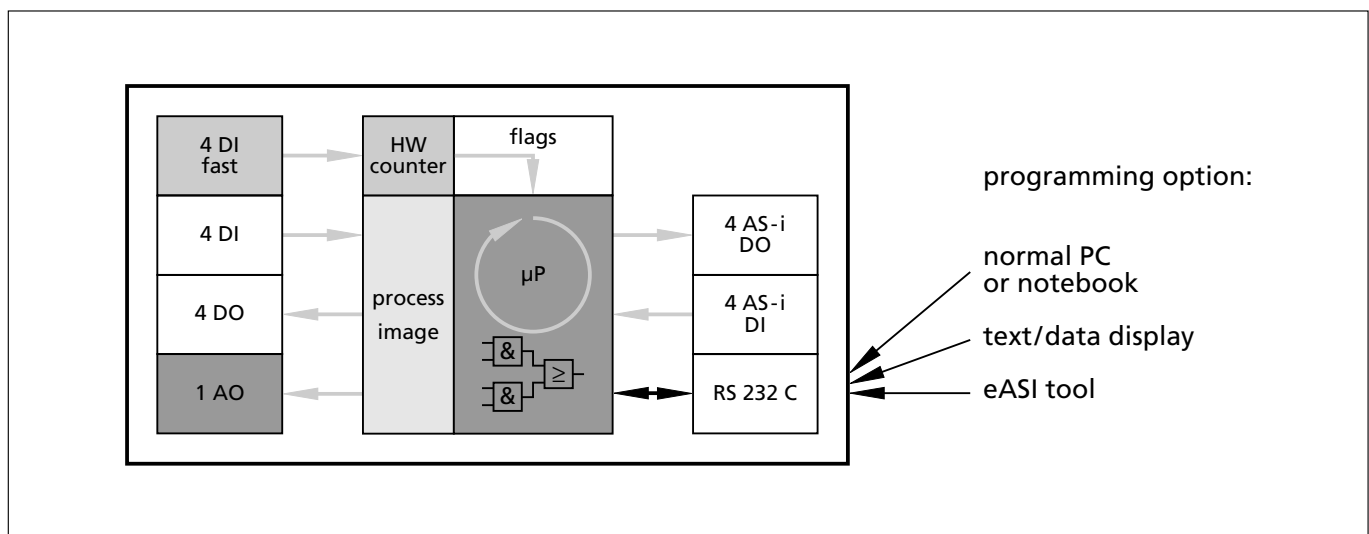 4 DI
fast
4 DI
4 DO
1 AO
HW
counter
flags
process
image
µP
&
&
≥
4 AS-i
DO
4 AS-i
DI
RS 232 C
programming option:
normal PC
or notebook
text/data display
eASI tool